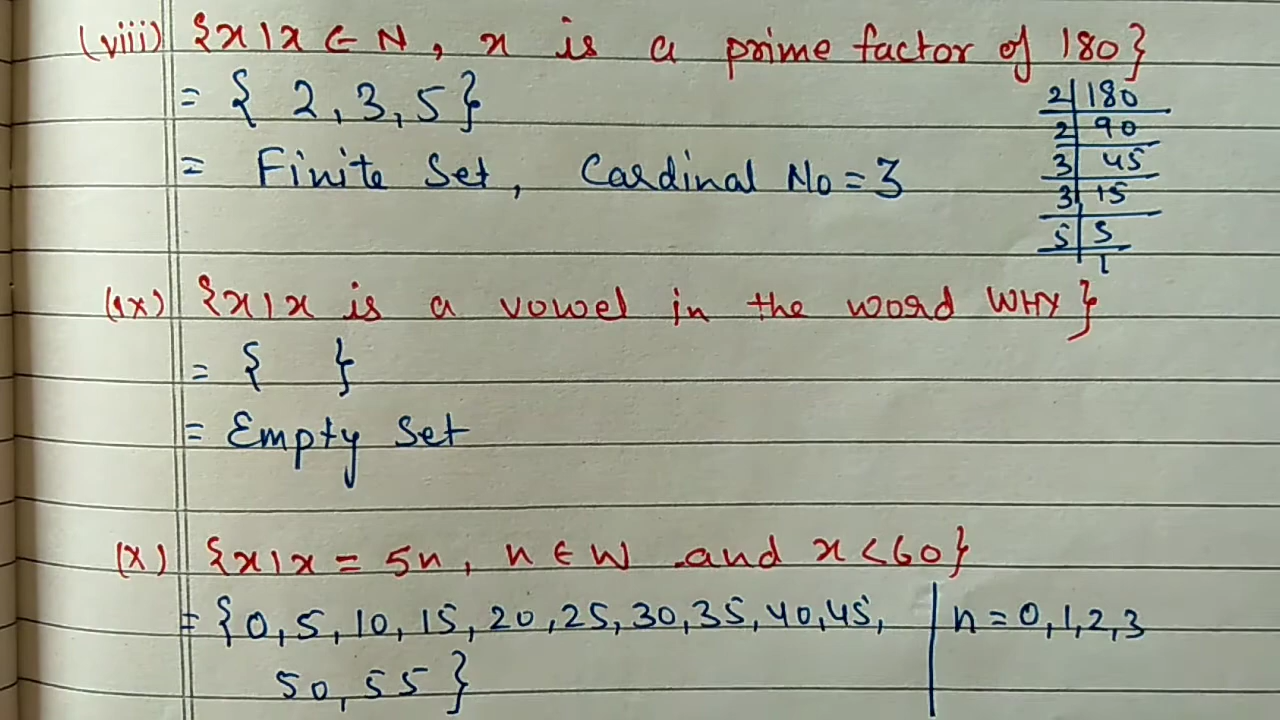 (viii) {x|x ∈ N, x is a prime factor of 180}
= { 2, 3, 5}
= Finite Set, Cardinal No = 3
2|180
2|90
3|45
3|15
5|5
|1
(ix) {x|x is a vowel in the word WHY}
= { }
= Empty Set
(x) {x|x = 5n, n ∈ W and x < 60}
= {0, 5, 10, 15, 20, 25, 30, 35, 40, 45,
50, 55}
n = 0, 1, 2, 3